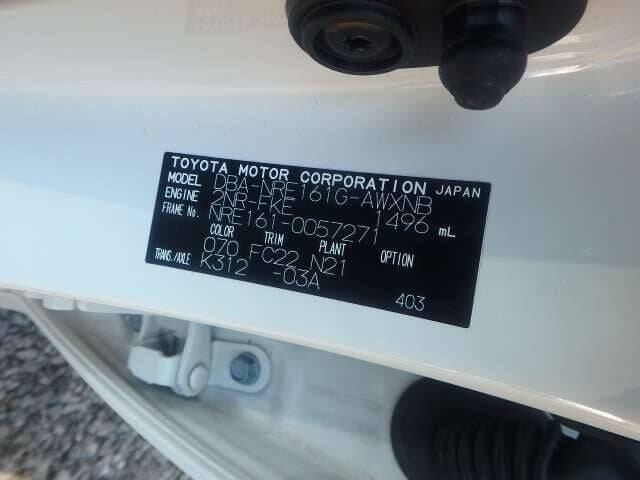 TOYOTA MOTOR CORPORATION JAPAN
MODEL DBA-NRE161G-AWXNB
ENGINE 2NR-FKE 1496 mL
FRAME No. NRE161-0057271
COLOR TRIM PLANT OPTION
070 FC22 N21
TRANS./AXLE K312 -03A
403